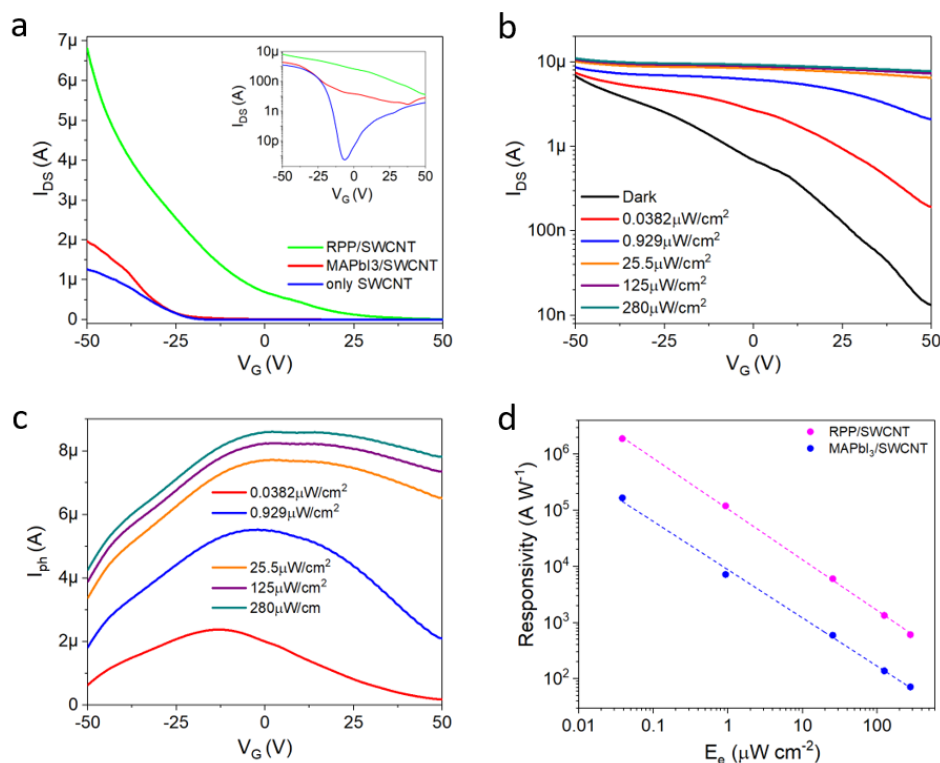 a
7μ
6μ
5μ
4μ
3μ
2μ
1μ
0
I_DS (A)
-50 -25 0 25 50
V_G (V)
10μ
100n
1n
10p
I_DS (A)
-50 -25 0 25 50
V_G (V)
RPP/SWCNT
MAPbI3/SWCNT
only SWCNT
b
10μ
1μ
100n
10n
I_DS (A)
Dark
0.0382μW/cm²
0.929μW/cm²
25.5μW/cm²
125μW/cm²
280μW/cm²
-50 -25 0 25 50
V_G (V)
c
8μ
6μ
4μ
2μ
0
I_ph (A)
0.0382μW/cm²
0.929μW/cm²
25.5μW/cm²
125μW/cm²
280μW/cm
-50 -25 0 25 50
V_G (V)
d
10⁶
10⁵
10⁴
10³
10²
Responsivity (A W⁻¹)
RPP/SWCNT
MAPbI₃/SWCNT
0.01 0.1 1 10 100
E_e (μW cm⁻²)